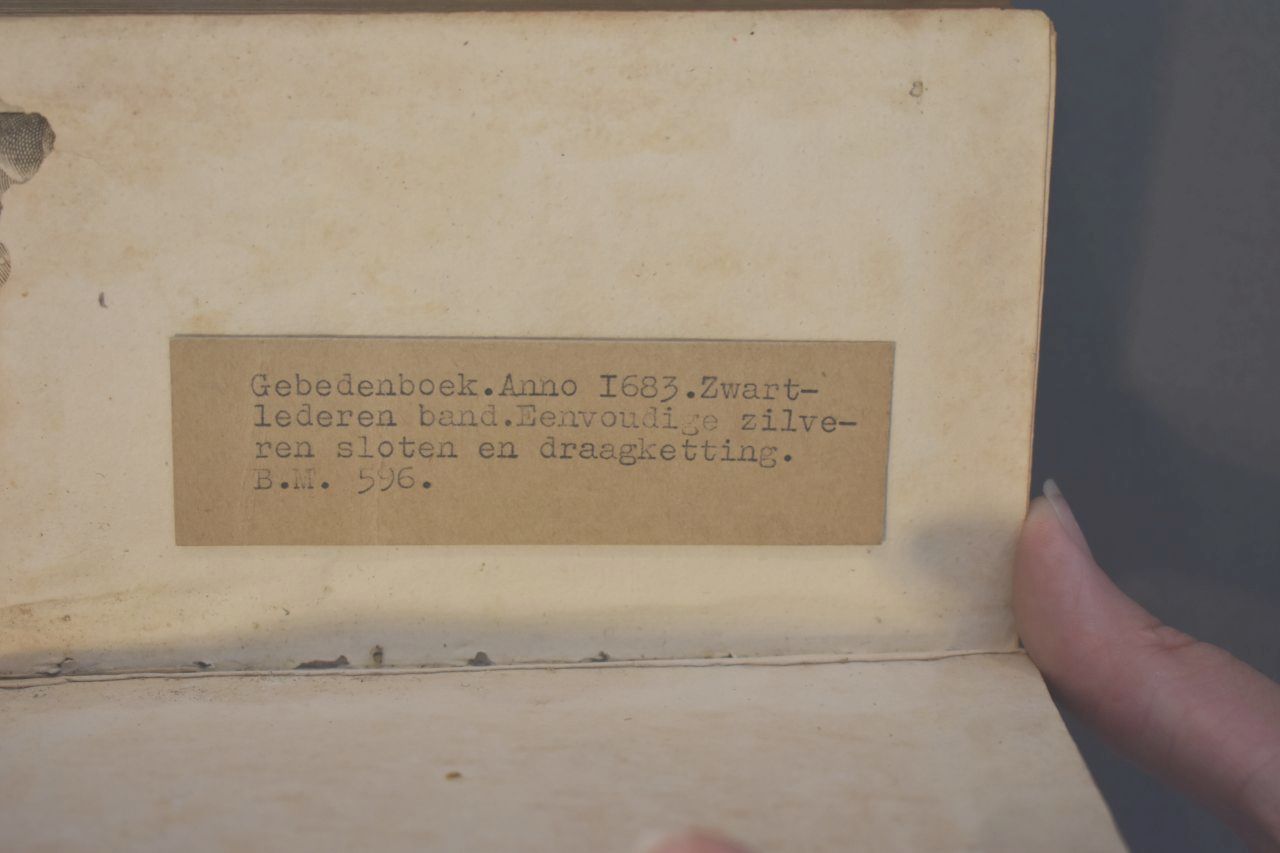 Gebedenboek.Anno I683.Zwart-
lederen band.Eenvoudige zilve-
ren sloten en draagketting.
B.M. 596.